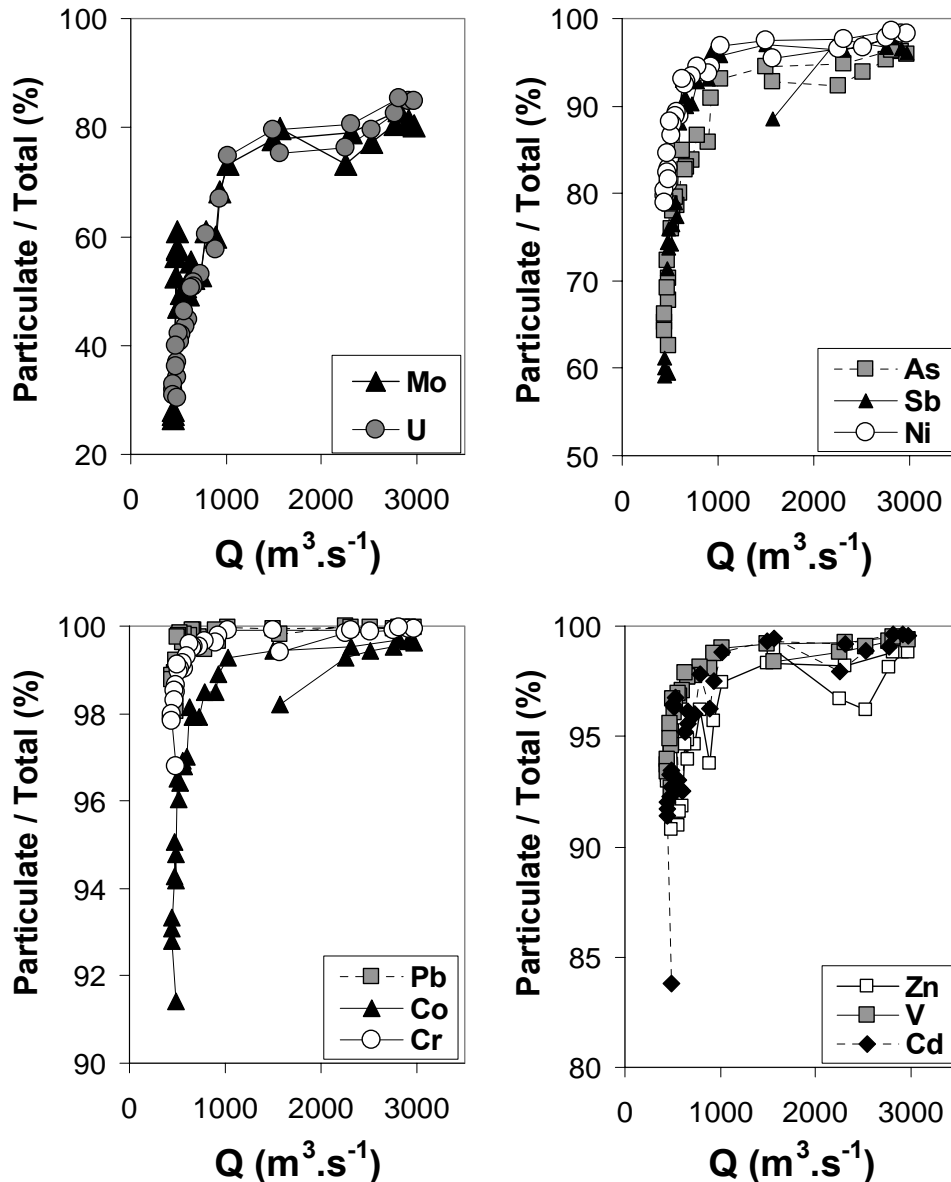 Particulate / Total (%)
100
80
60
40
20
0 1000 2000 3000
Q (m³.s⁻¹)
Mo
U
Particulate / Total (%)
100
90
80
70
60
50
0 1000 2000 3000
Q (m³.s⁻¹)
As
Sb
Ni
Particulate / Total (%)
100
98
96
94
92
90
0 1000 2000 3000
Q (m³.s⁻¹)
Pb
Co
Cr
Particulate / Total (%)
100
95
90
85
80
0 1000 2000 3000
Q (m³.s⁻¹)
Zn
V
Cd